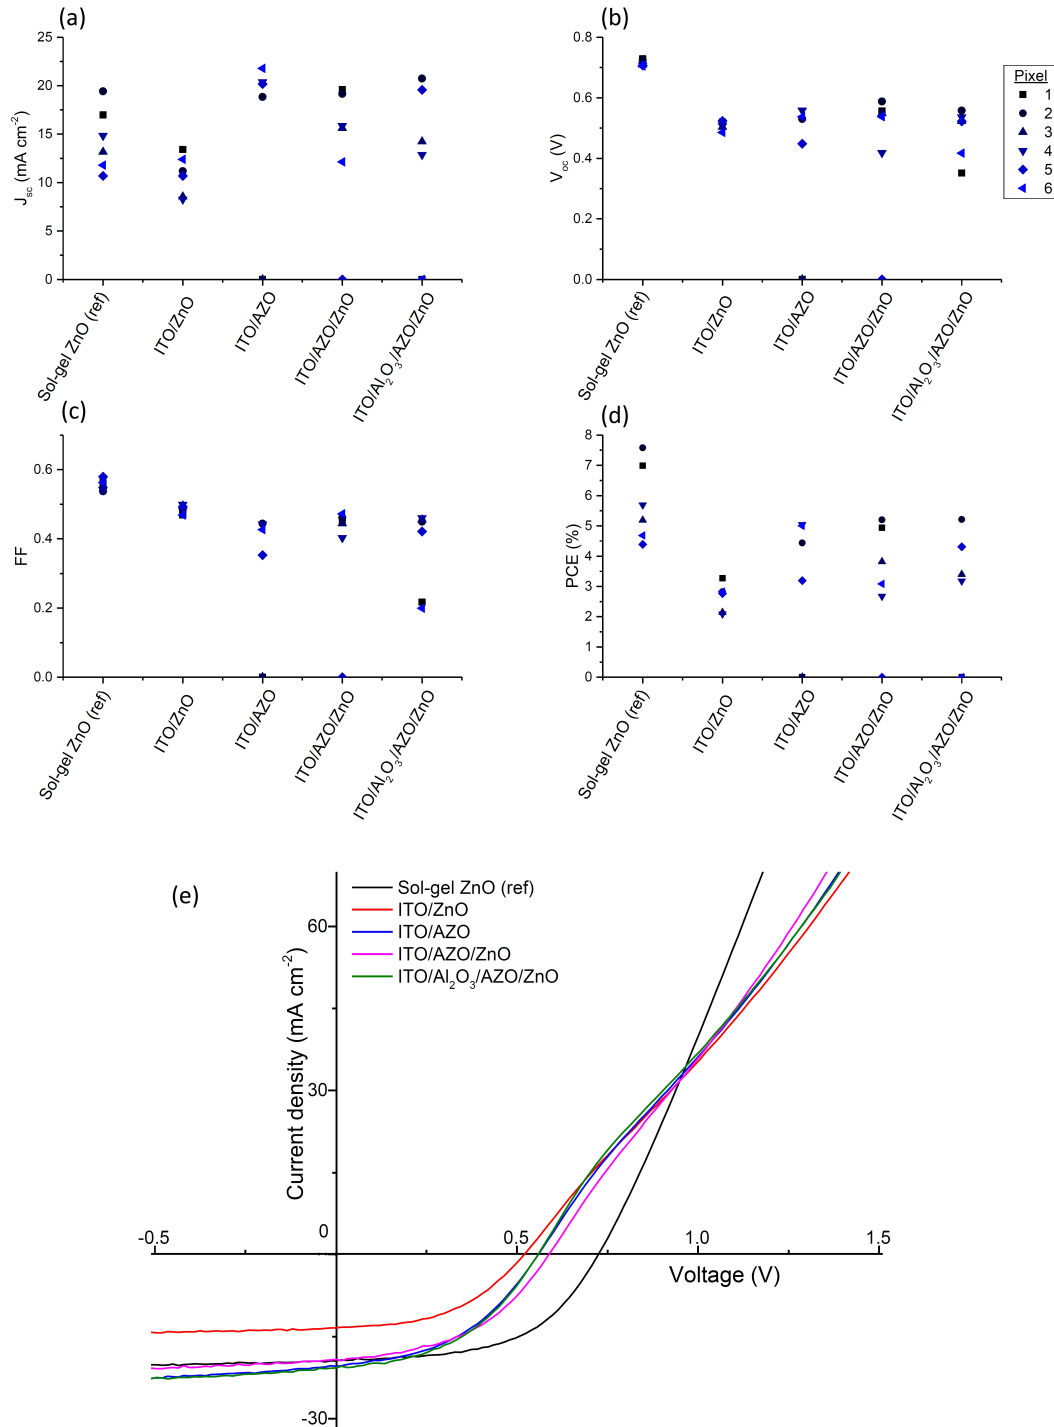 (a)
25
20
15
10
5
0
J_sc (mA cm⁻²)
Sol-gel ZnO (ref)
ITO/ZnO
ITO/AZO
ITO/AZO/ZnO
ITO/Al₂O₃/AZO/ZnO
(b)
0.8
0.6
0.4
0.2
0.0
V_oc (V)
Sol-gel ZnO (ref)
ITO/ZnO
ITO/AZO
ITO/AZO/ZnO
ITO/Al₂O₃/AZO/ZnO
Pixel
1
2
3
4
5
6
(c)
0.6
0.4
0.2
0.0
FF
Sol-gel ZnO (ref)
ITO/ZnO
ITO/AZO
ITO/AZO/ZnO
ITO/Al₂O₃/AZO/ZnO
(d)
8
7
6
5
4
3
2
1
0
PCE (%)
Sol-gel ZnO (ref)
ITO/ZnO
ITO/AZO
ITO/AZO/ZnO
ITO/Al₂O₃/AZO/ZnO
(e)
Sol-gel ZnO (ref)
ITO/ZnO
ITO/AZO
ITO/AZO/ZnO
ITO/Al₂O₃/AZO/ZnO
60
30
0
-30
Current density (mA cm⁻²)
-0.5
0.5
1.0
1.5
Voltage (V)